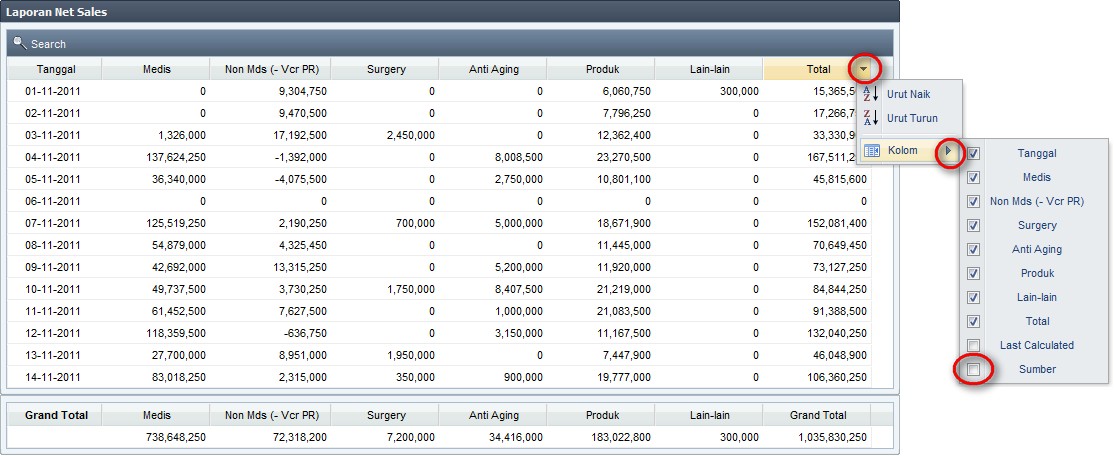 Laporan Net Sales
Search
Tanggal Medis Non Mds (- Vcr PR) Surgery Anti Aging Produk Lain-lain Total
01-11-2011 0 9,304,750 0 0 6,060,750 300,000 15,365,5
Urut Naik
02-11-2011 0 9,470,500 0 0 7,796,250 0 17,266,7
Urut Turun
03-11-2011 1,326,000 17,192,500 2,450,000 0 12,362,400 0 33,330,9
Kolom
04-11-2011 137,624,250 -1,392,000 0 8,008,500 23,270,500 0 167,511,2
05-11-2011 36,340,000 -4,075,500 0 2,750,000 10,801,100 0 45,815,600
06-11-2011 0 0 0 0 0 0 0
07-11-2011 125,519,250 2,190,250 700,000 5,000,000 18,671,900 0 152,081,400
08-11-2011 54,879,000 4,325,450 0 0 11,445,000 0 70,649,450
09-11-2011 42,692,000 13,315,250 0 5,200,000 11,920,000 0 73,127,250
10-11-2011 49,737,500 3,730,250 1,750,000 8,407,500 21,219,000 0 84,844,250
11-11-2011 61,452,500 7,627,500 0 1,000,000 21,083,500 0 91,388,500
12-11-2011 118,359,500 -636,750 0 3,150,000 11,167,500 0 132,040,250
13-11-2011 27,700,000 8,951,000 1,950,000 0 7,447,900 0 46,048,900
14-11-2011 83,018,250 2,315,000 350,000 900,000 19,777,000 0 106,360,250
Tanggal
Medis
Non Mds (- Vcr PR)
Surgery
Anti Aging
Produk
Lain-lain
Total
Last Calculated
Sumber
Grand Total Medis Non Mds (- Vcr PR) Surgery Anti Aging Produk Lain-lain Grand Total
738,648,250 72,318,200 7,200,000 34,416,000 183,022,800 300,000 1,035,830,250